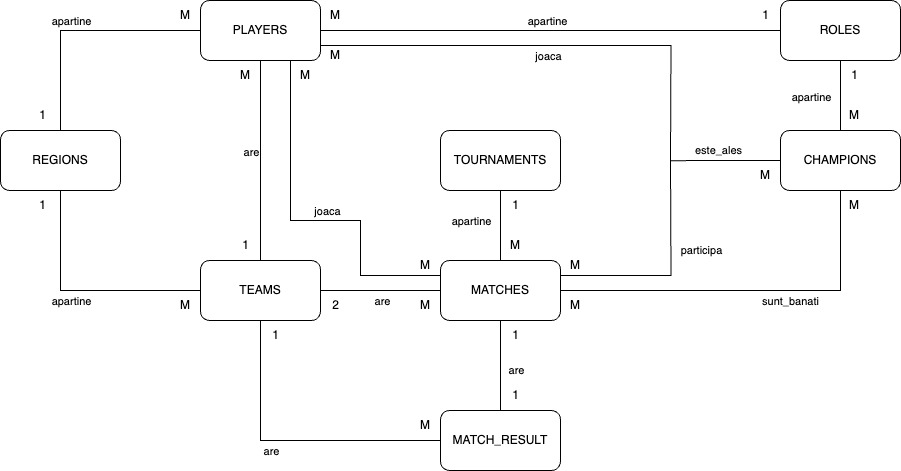 M
M
apartine
1
apartine
PLAYERS
ROLES
M
joaca
M
M
1
apartine
1
M
are
este_ales
REGIONS
TOURNAMENTS
CHAMPIONS
M
1
1
M
joaca
apartine
1
M
participa
M
M
TEAMS
MATCHES
apartine
M
2
are
M
M
sunt_banati
1
1
are
1
M
MATCH_RESULT
are